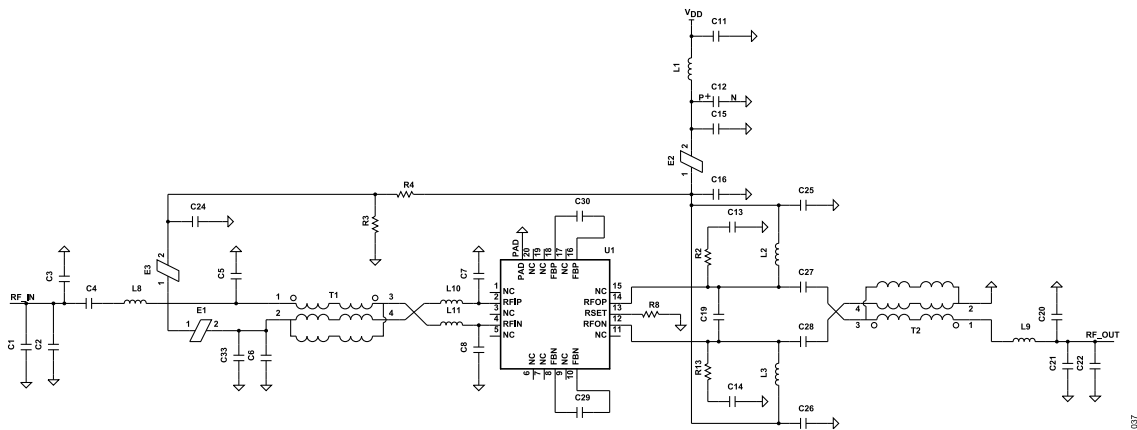 VDD
C11
L1
P+ C12 N
C15
E2
2
1
C16
C25
R4
R3
C24
C30
C13
R2
L2
C3
E3
2
1
C5
C7
PAD
20 19 18 17 16
PAD NC NC FBP NC FBP
U1
RF_IN
C4
L8
1 T1 3
2 4
L10
L11
E1
1 2
C1
C2
C33
C6
C8
1 NC
2 RFIP
3 NC
4 RFIN
5 NC
NC 15
RFOP 14
RSET 13
RFON 12
NC 11
R8
C19
C27
C28
4 2
3 T2 1
L9
C20
RF_OUT
C21
C22
NC NC FBN NC FBN
6 7 8 9 10
C29
R13
C14
L3
C26
037